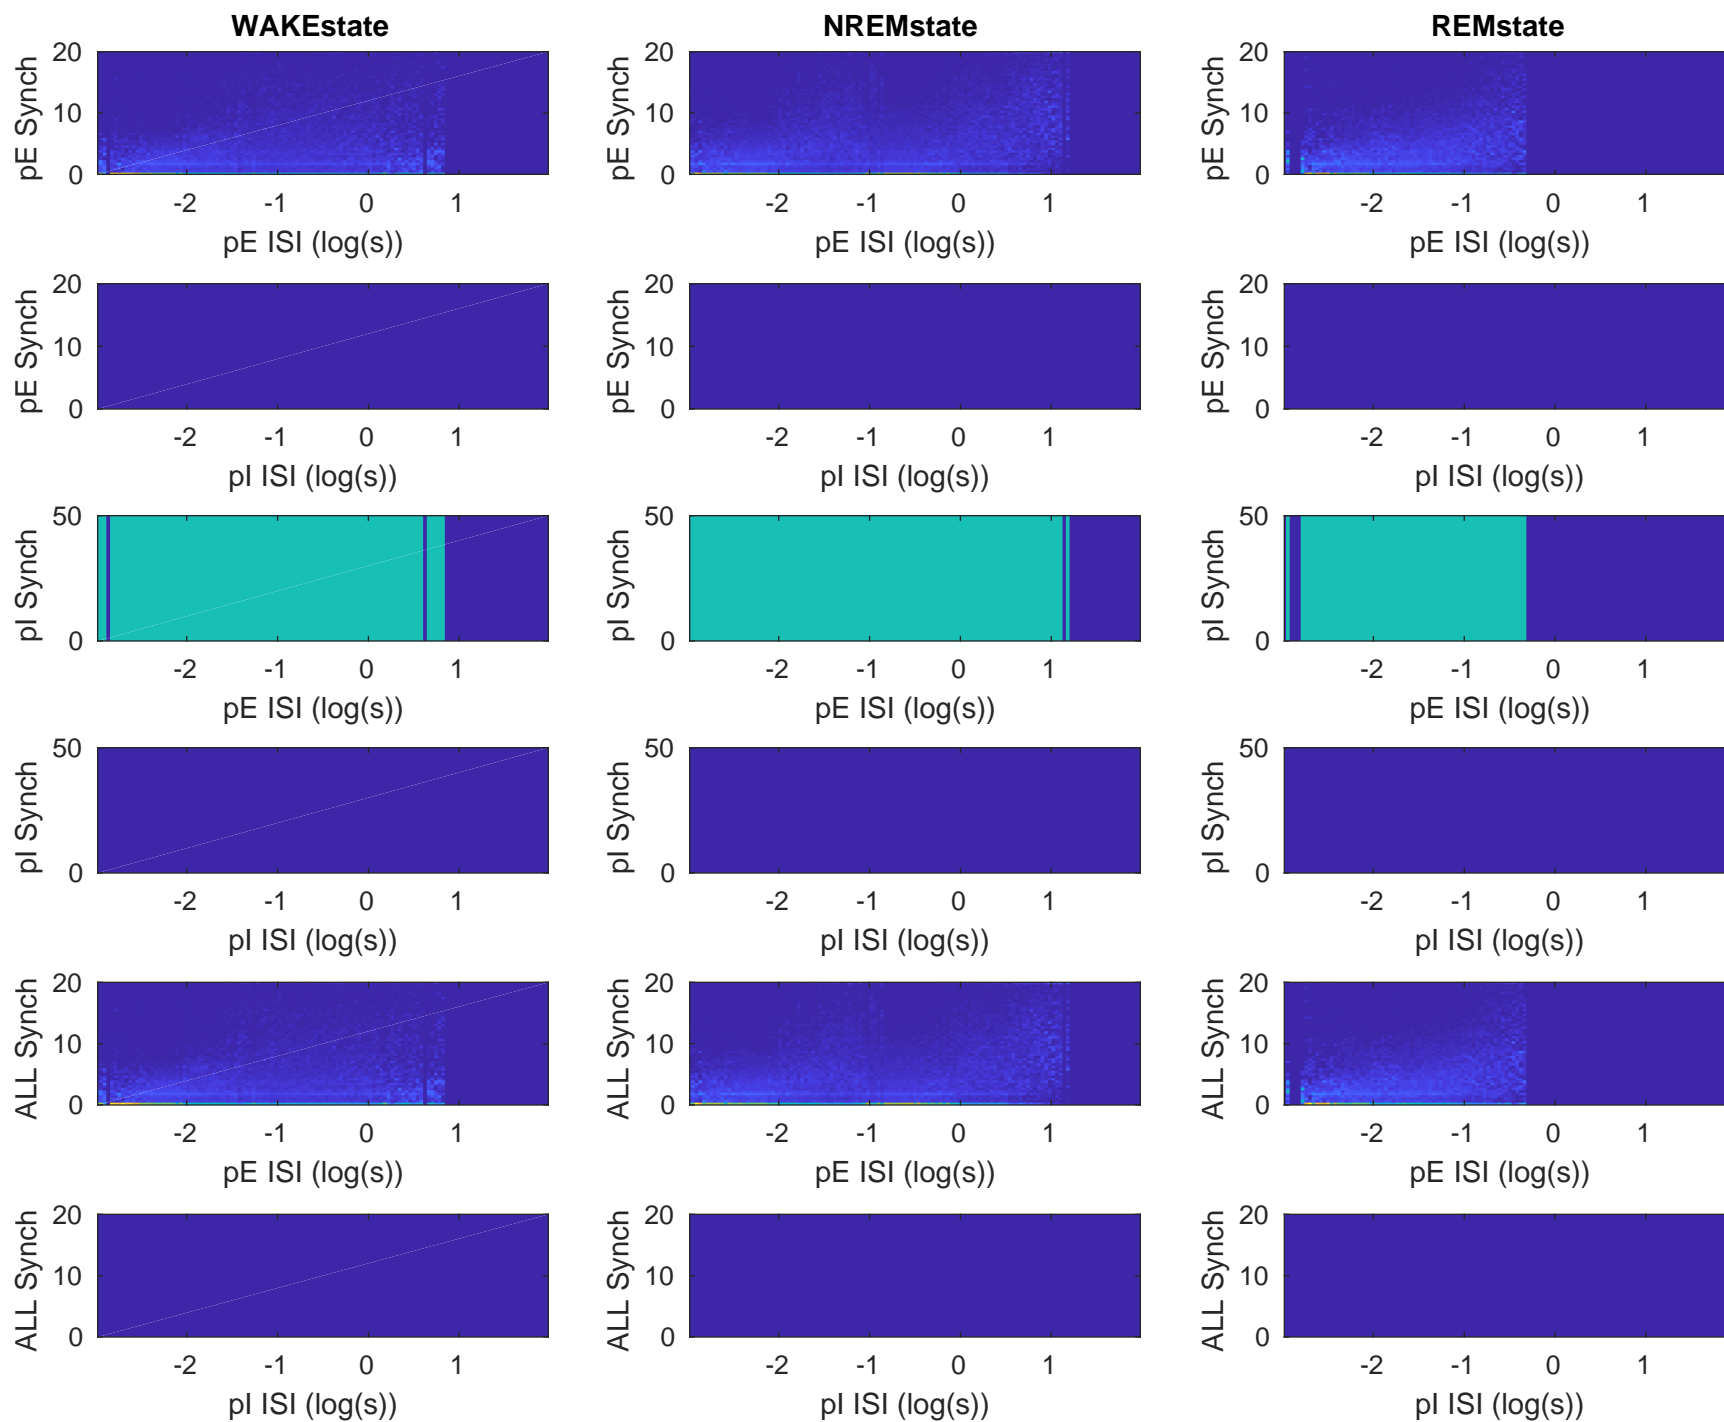 WAKEstate NREMstate REMstate
20 20 20
pE Synch pE Synch pE Synch
10 10 10
0 0 0
-2 -1 0 1 -2 -1 0 1 -2 -1 0 1
pE ISI (log(s)) pE ISI (log(s)) pE ISI (log(s))
20 20 20
pE Synch pE Synch pE Synch
10 10 10
0 0 0
-2 -1 0 1 -2 -1 0 1 -2 -1 0 1
pI ISI (log(s)) pI ISI (log(s)) pI ISI (log(s))
50 50 50
pI Synch pI Synch pI Synch
0 0 0
-2 -1 0 1 -2 -1 0 1 -2 -1 0 1
pE ISI (log(s)) pE ISI (log(s)) pE ISI (log(s))
50 50 50
pI Synch pI Synch pI Synch
0 0 0
-2 -1 0 1 -2 -1 0 1 -2 -1 0 1
pI ISI (log(s)) pI ISI (log(s)) pI ISI (log(s))
20 20 20
ALL Synch ALL Synch ALL Synch
10 10 10
0 0 0
-2 -1 0 1 -2 -1 0 1 -2 -1 0 1
pE ISI (log(s)) pE ISI (log(s)) pE ISI (log(s))
20 20 20
ALL Synch ALL Synch ALL Synch
10 10 10
0 0 0
-2 -1 0 1 -2 -1 0 1 -2 -1 0 1
pI ISI (log(s)) pI ISI (log(s)) pI ISI (log(s))